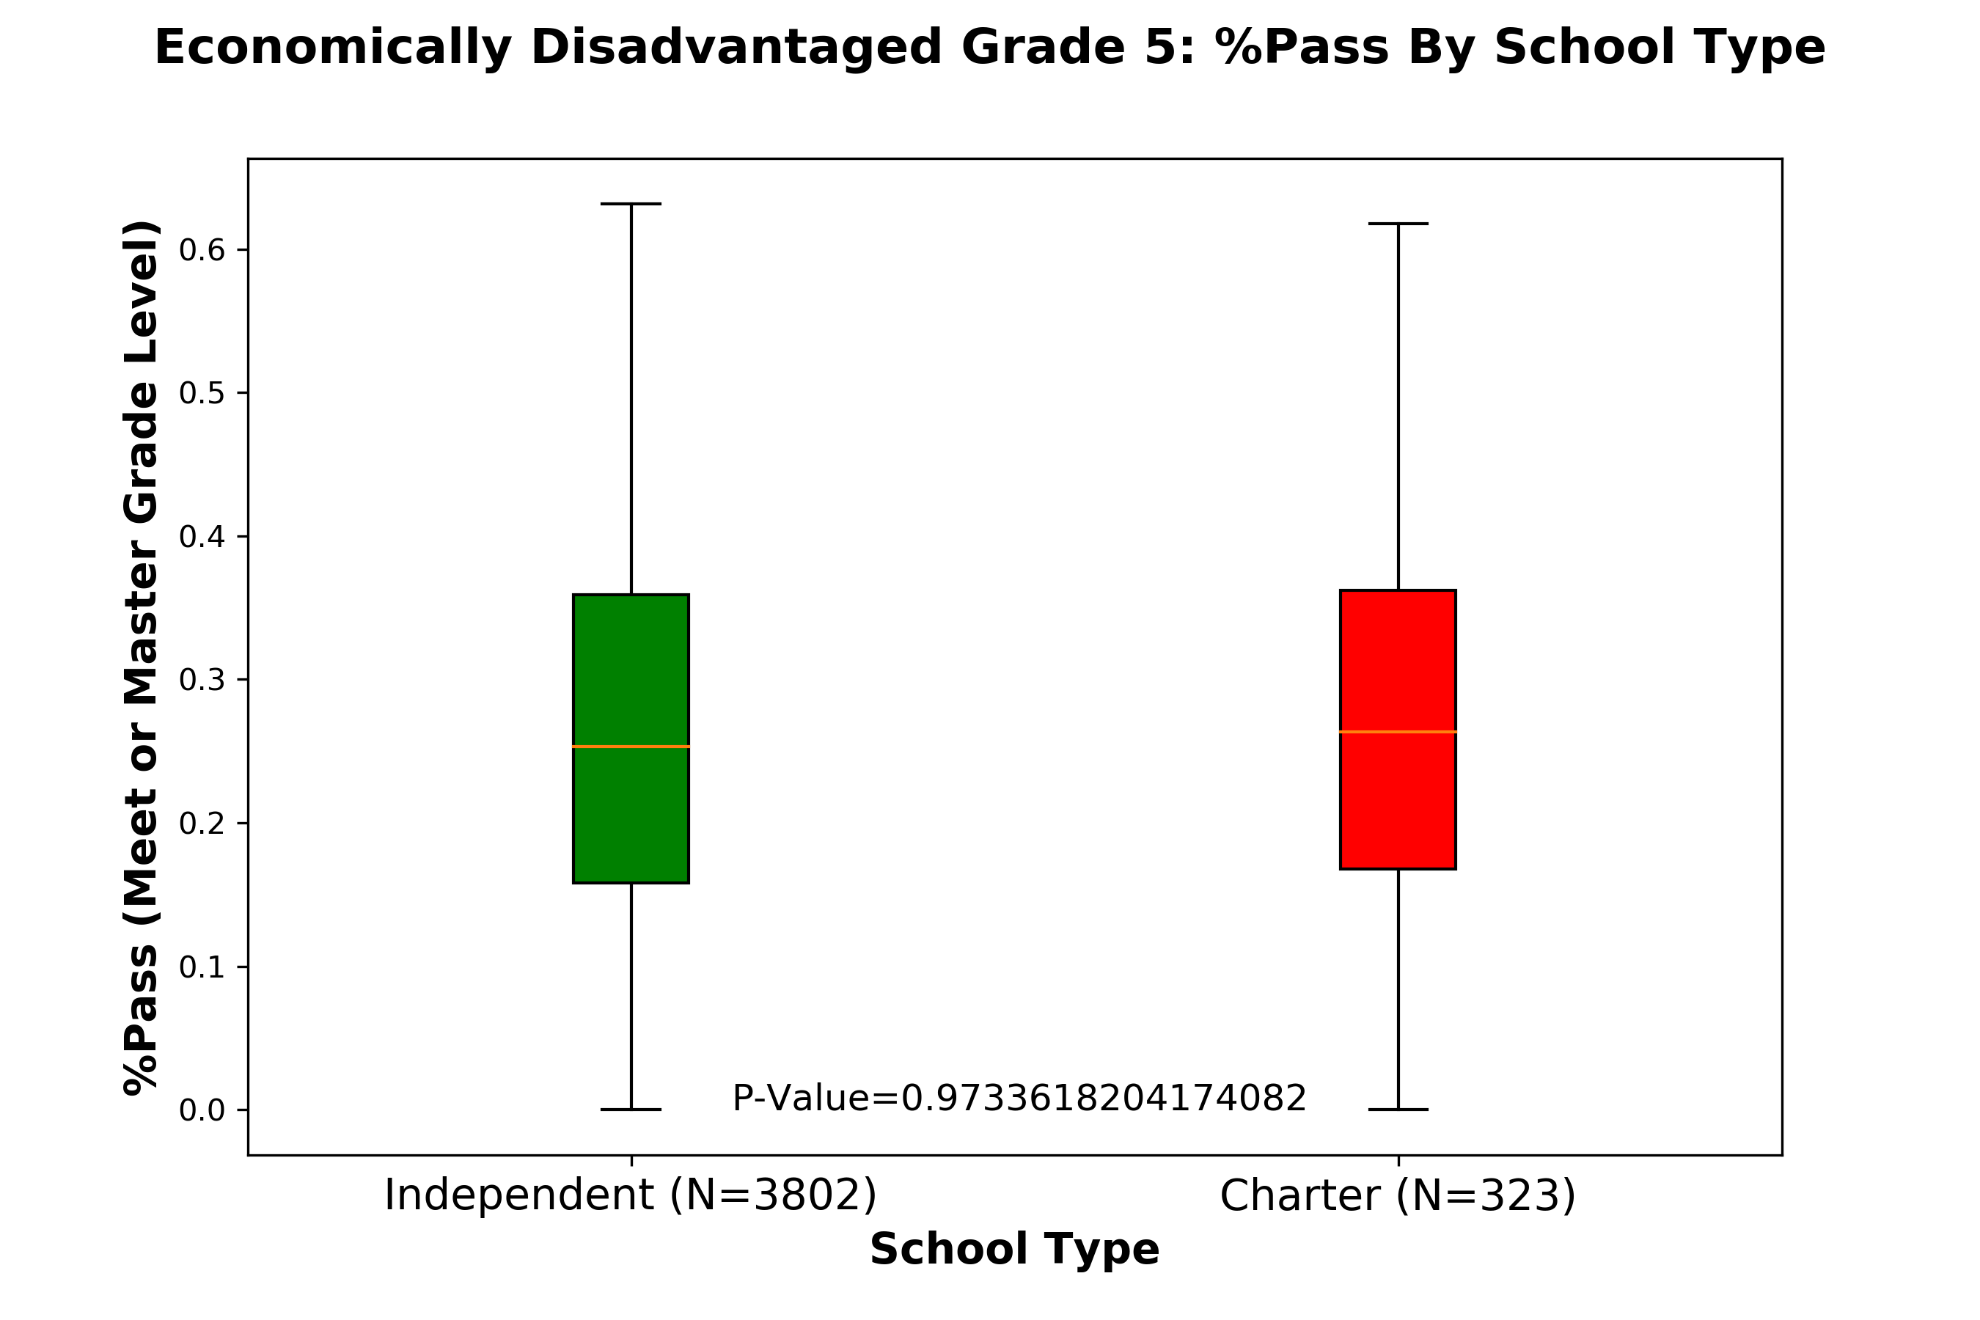 Economically Disadvantaged Grade 5: %Pass By School Type
%Pass (Meet or Master Grade Level)
0.6
0.5
0.4
0.3
0.2
0.1
0.0
P-Value=0.9733618204174082
Independent (N=3802)
Charter (N=323)
School Type